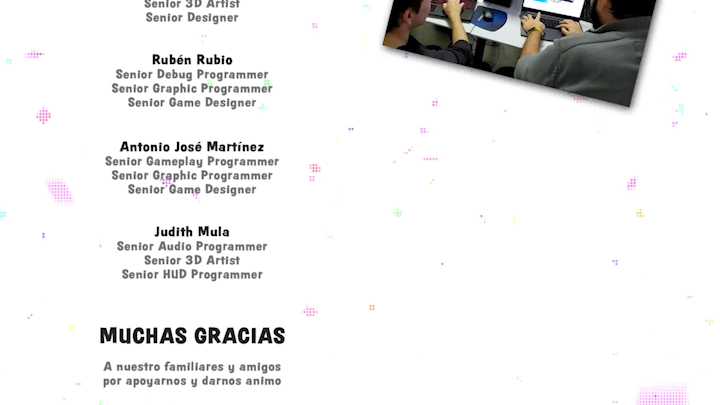 Senior 3D Artist
Senior Designer
Rubén Rubio
Senior Debug Programmer
Senior Graphic Programmer
Senior Game Designer
Antonio José Martínez
Senior Gameplay Programmer
Senior Graphic Programmer
Senior Game Designer
Judith Mula
Senior Audio Programmer
Senior 3D Artist
Senior HUD Programmer
MUCHAS GRACIAS
A nuestro familiares y amigos
por apoyarnos y darnos animo